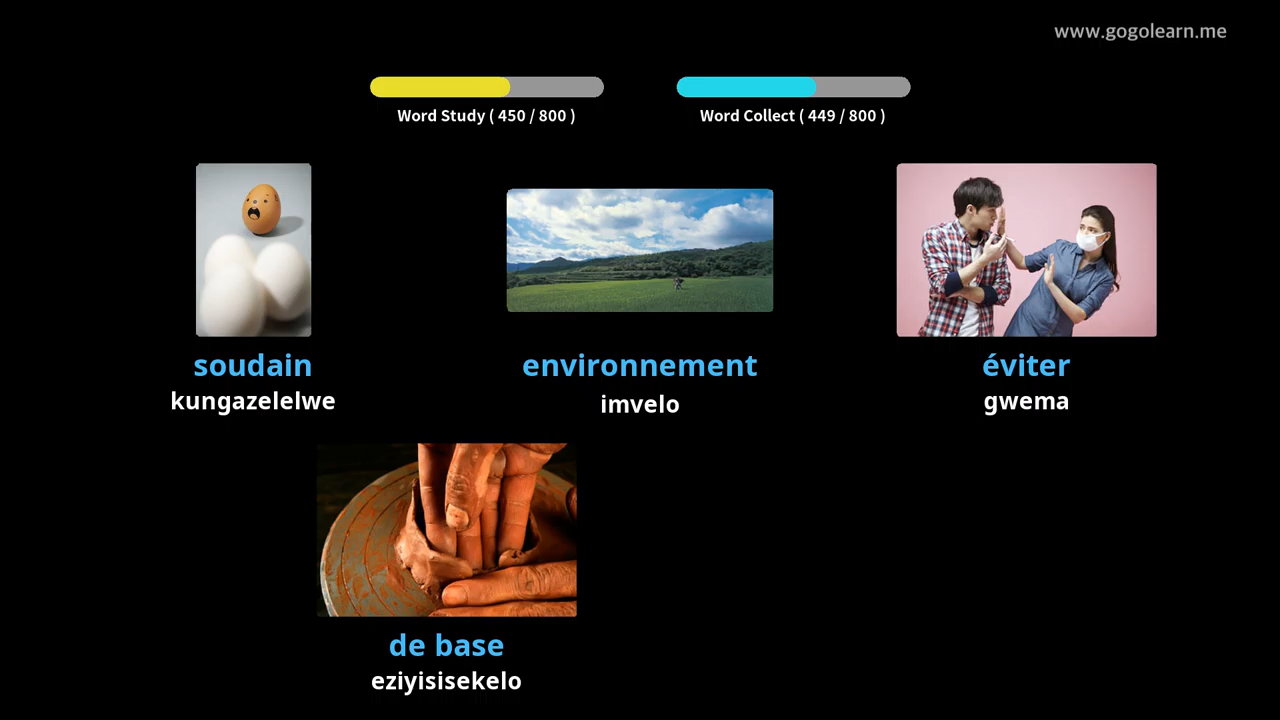 www.gogolearn.me
Word Study ( 450 / 800 )
Word Collect ( 449 / 800 )
soudain
kungazelelwe
environnement
imvelo
éviter
gwema
de base
eziyisisekelo